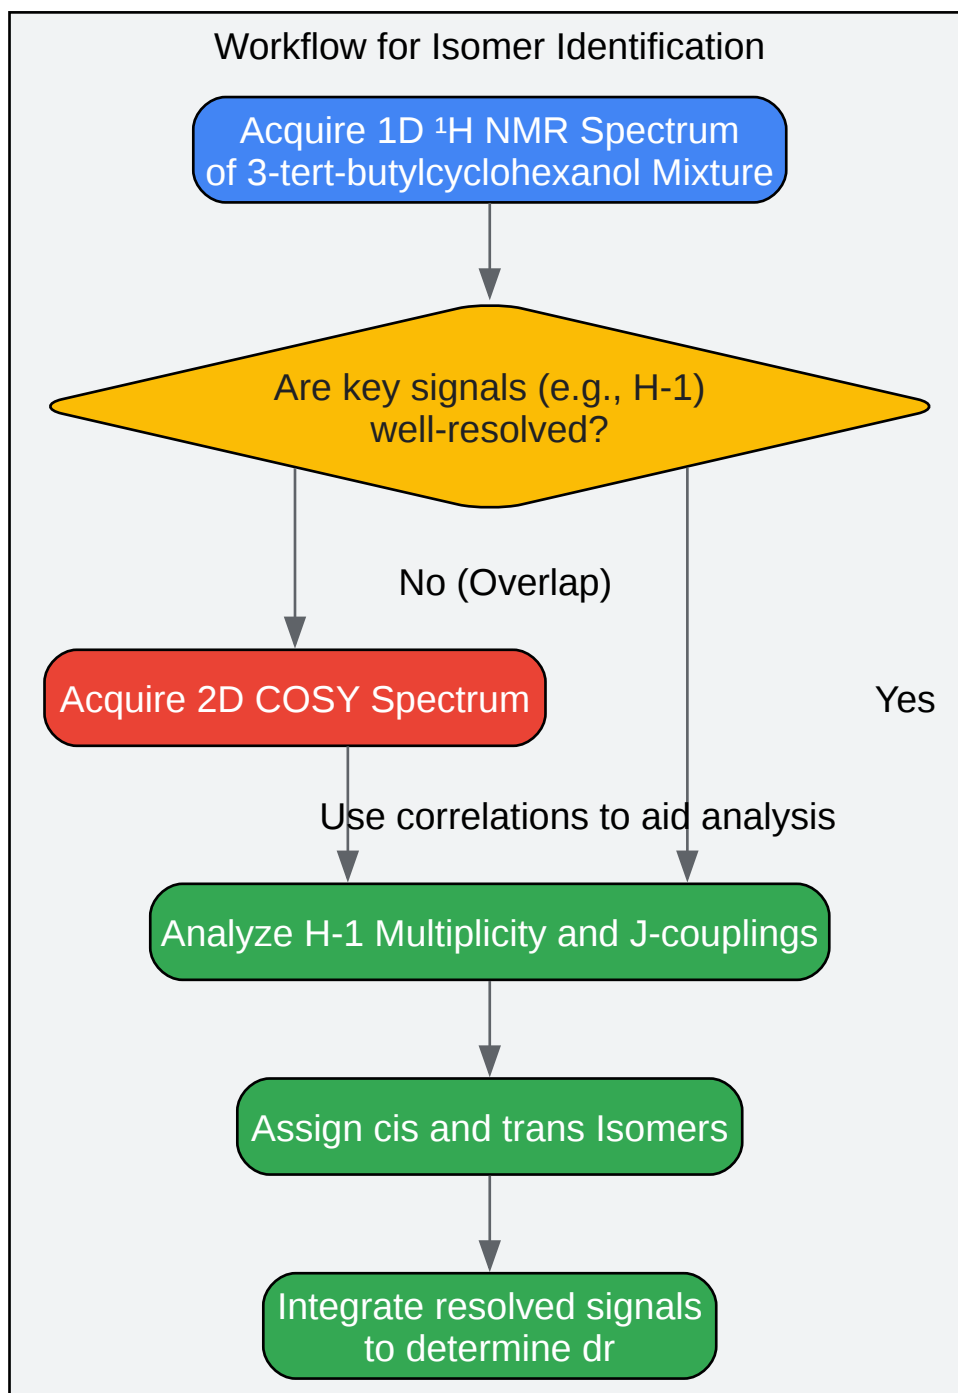 Workflow for Isomer Identification
Acquire 1D ¹H NMR Spectrum
of 3-tert-butylcyclohexanol Mixture
Are key signals (e.g., H-1)
well-resolved?
No (Overlap)
Acquire 2D COSY Spectrum
Yes
Use correlations to aid analysis
Analyze H-1 Multiplicity and J-couplings
Assign cis and trans Isomers
Integrate resolved signals
to determine dr